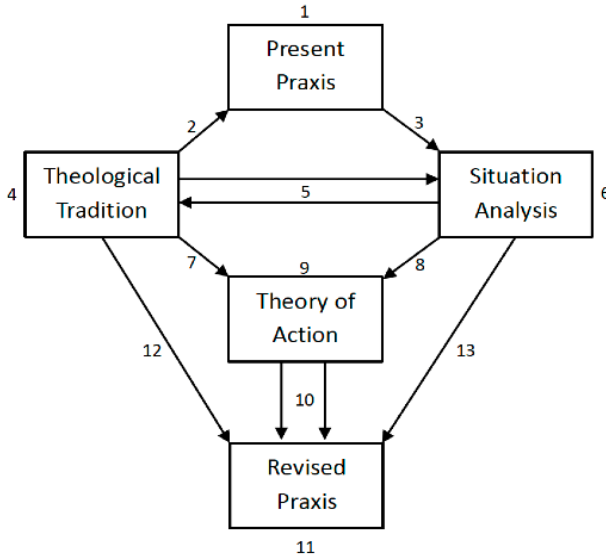 1
Present
Praxis
2
3
4
Theological
Tradition
5
Situation
Analysis
6
7
9
8
Theory of
Action
12
10
13
Revised
Praxis
11